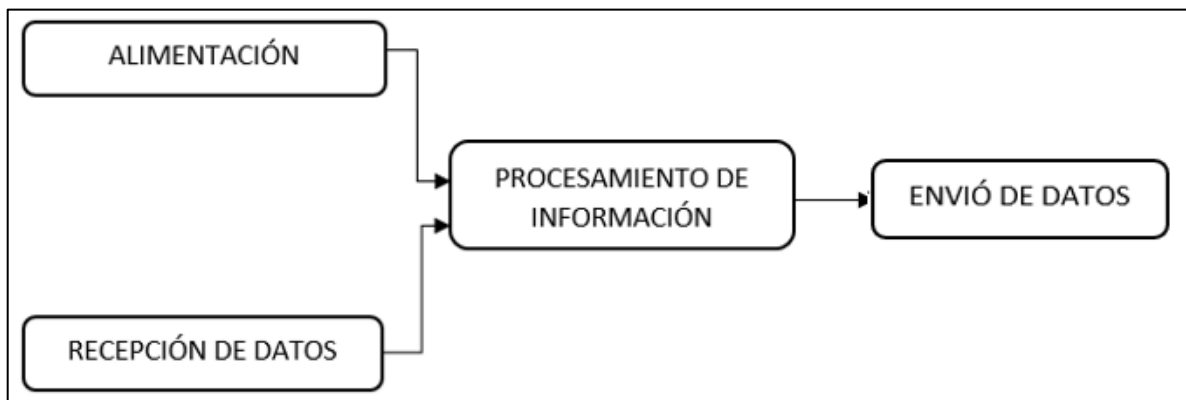 ALIMENTACIÓN
PROCESAMIENTO DE
INFORMACIÓN
ENVIÓ DE DATOS
RECEPCIÓN DE DATOS